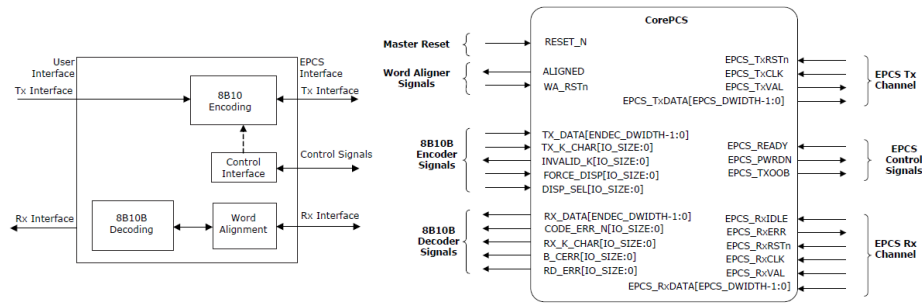 User
Interface
EPCS
Interface
Tx Interface
8B10
Encoding
Tx Interface
Control
Interface
Control Signals
Rx Interface
8B10B
Decoding
Word
Alignment
Rx Interface
CorePCS
Master Reset
RESET_N
Word Aligner
Signals
ALIGNED
WA_RSTn
8B10B
Encoder
Signals
TX_DATA[ENDEC_DWIDTH-1:0]
TX_K_CHAR[IO_SIZE:0]
INVALID_K[IO_SIZE:0]
FORCE_DISP[IO_SIZE:0]
DISP_SEL[IO_SIZE:0]
8B10B
Decoder
Signals
RX_DATA[ENDEC_DWIDTH-1:0]
CODE_ERR_N[IO_SIZE:0]
RX_K_CHAR[IO_SIZE:0]
B_CERR[IO_SIZE:0]
RD_ERR[IO_SIZE:0]
EPCS_TxRSTn
EPCS_TxCLK
EPCS_TxVAL
EPCS_TxDATA[EPCS_DWIDTH-1:0]
EPCS Tx
Channel
EPCS_READY
EPCS_PWRDN
EPCS_TXOOB
EPCS
Control
Signals
EPCS_RxIDLE
EPCS_RxERR
EPCS_RxRSTn
EPCS_RxCLK
EPCS_RxVAL
EPCS_RxDATA[EPCS_DWIDTH-1:0]
EPCS Rx
Channel